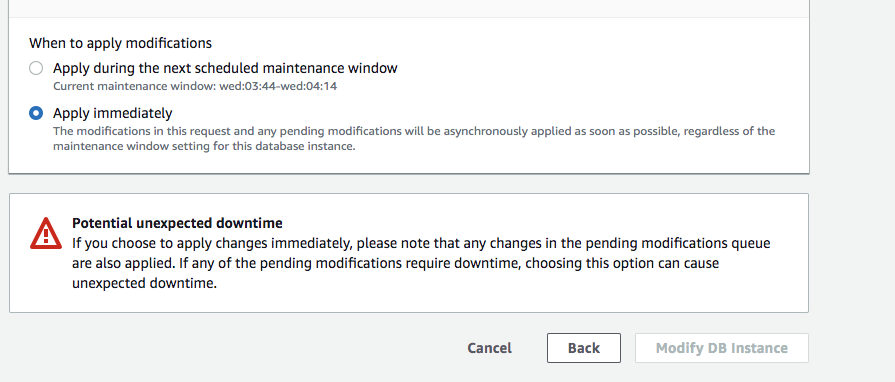 When to apply modifications
Apply during the next scheduled maintenance window
Current maintenance window: wed:03:44-wed:04:14
Apply immediately
The modifications in this request and any pending modifications will be asynchronously applied as soon as possible, regardless of the
maintenance window setting for this database instance.
Potential unexpected downtime
If you choose to apply changes immediately, please note that any changes in the pending modifications queue
are also applied. If any of the pending modifications require downtime, choosing this option can cause
unexpected downtime.
Cancel Back Modify DB Instance